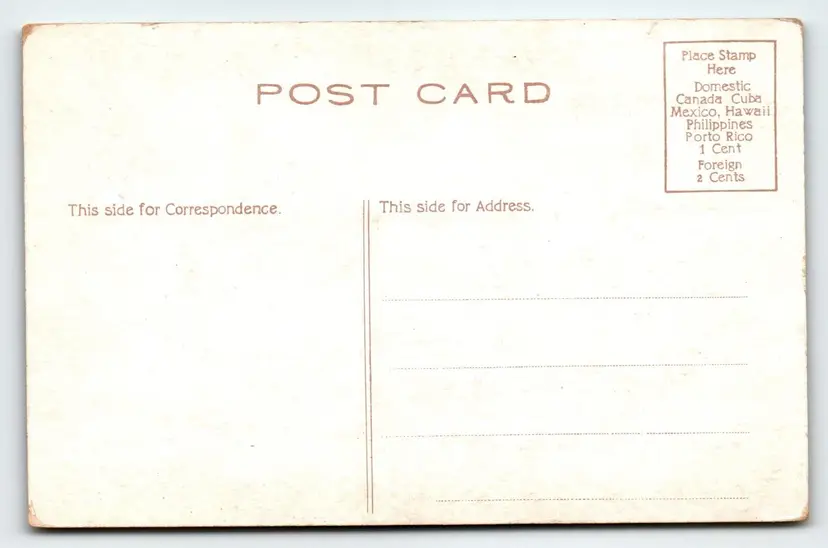 POST CARD
Place Stamp
Here
Domestic
Canada Cuba
Mexico, Hawaii
Philippines
Porto Rico
1 Cent
Foreign
2 Cents
This side for Correspondence.
This side for Address.